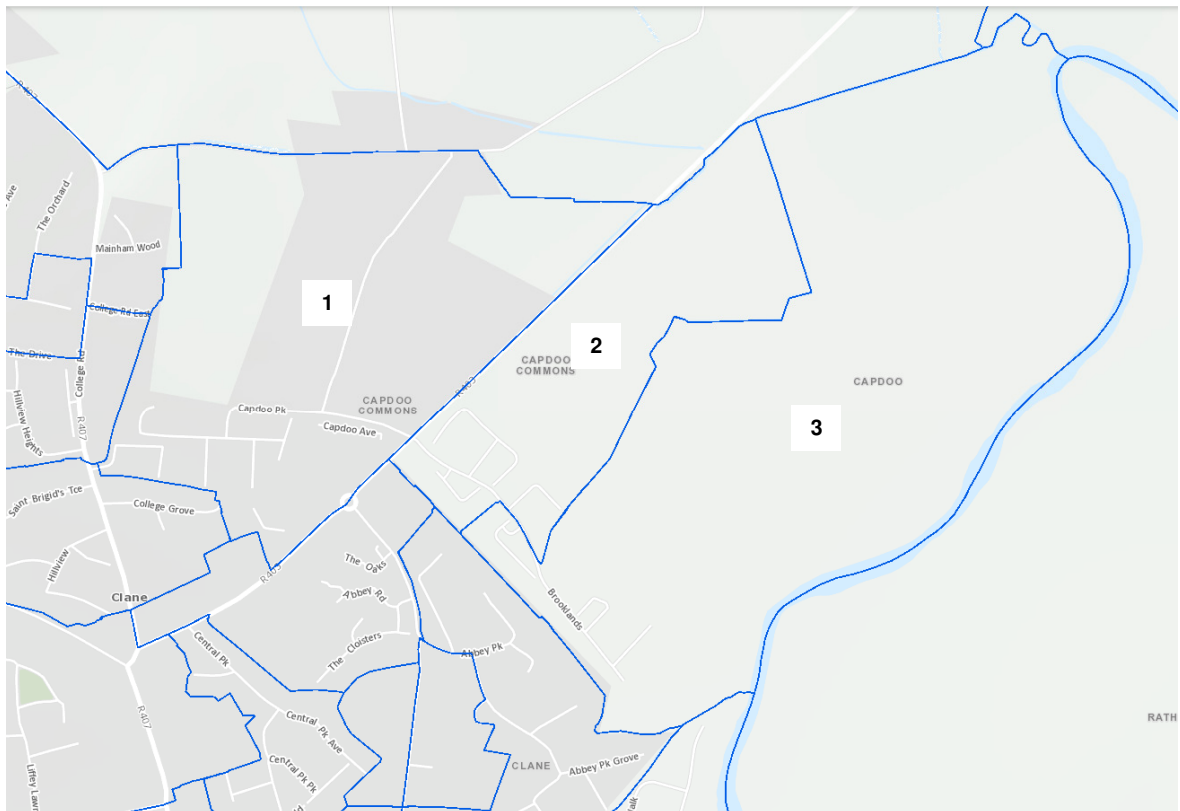 R403
The Orchard
Ave
Mainham Wood
College Rd East
The Drive
College Rd
1
2
CAPDOO
COMMONS
R403
3
CAPDOO
CAPDOO
COMMONS
Capdoo Pk
Capdoo Ave
Hillview Heights
R407
Saint Brigid's Tce
College Grove
Hillview
The Oaks
R403
Abbey Rd
Clane
Brooklands
The Cloisters
Central Pk
Abbey Pk
R407
RATH
Central Pk Ave
Central Pk
CLANE
Abbey Pk Grove
Liffey Lawn